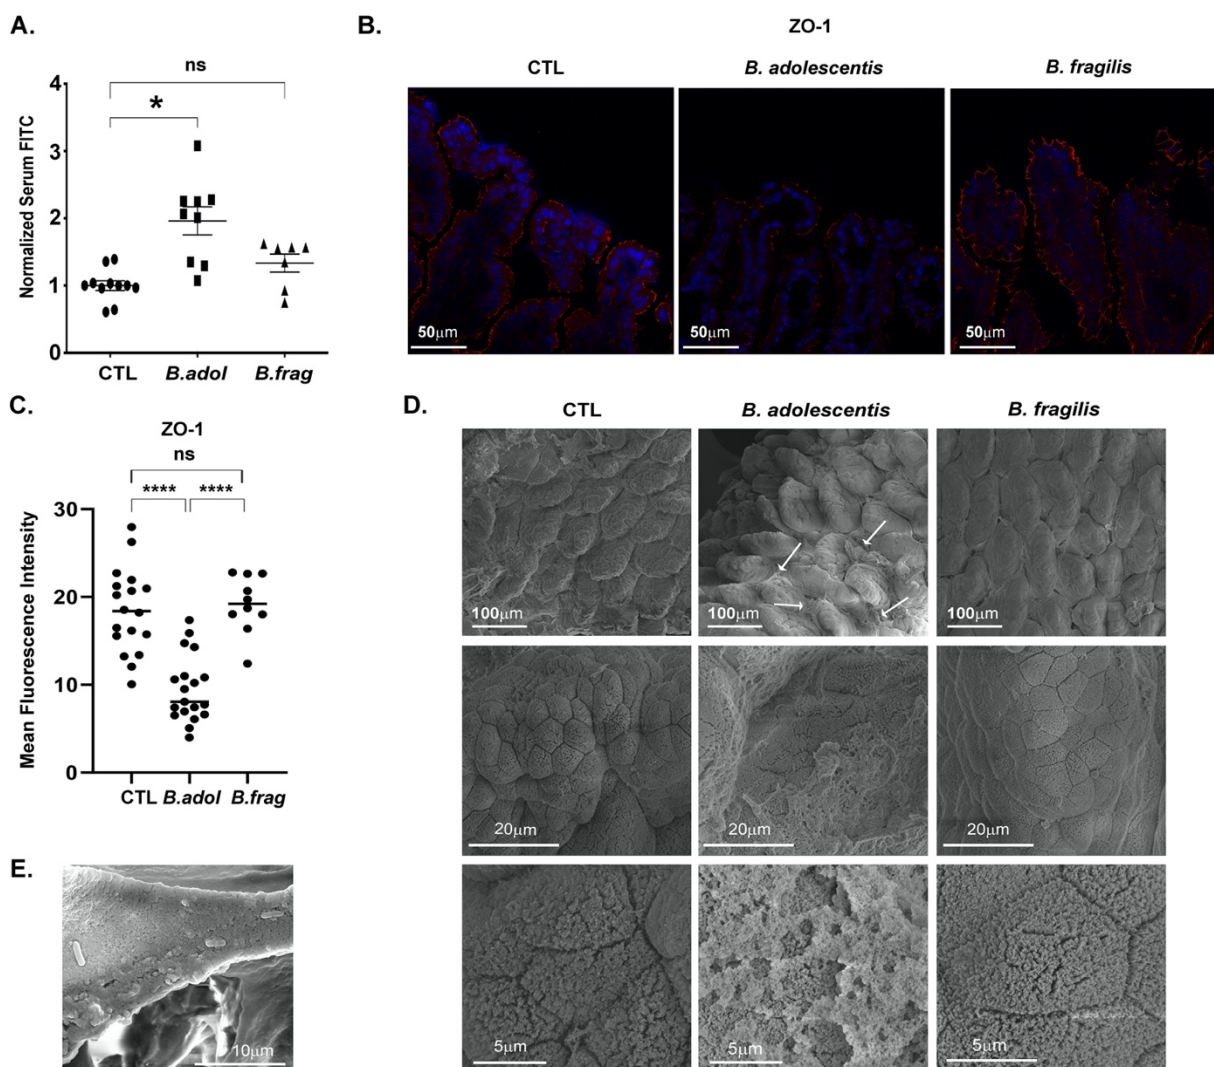 A.
ns
*
4
3
2
1
0
Normalized Serum FITC
CTL B.adol B.frag
B.
ZO-1
CTL B. adolescentis B. fragilis
50μm 50μm 50μm
C.
ZO-1
ns
**** ****
30
20
10
0
Mean Fluorescence Intensity
CTL B.adol B.frag
D.
CTL B. adolescentis B. fragilis
100μm 100μm 100μm
20μm 20μm 20μm
5μm 5μm 5μm
E.
10μm